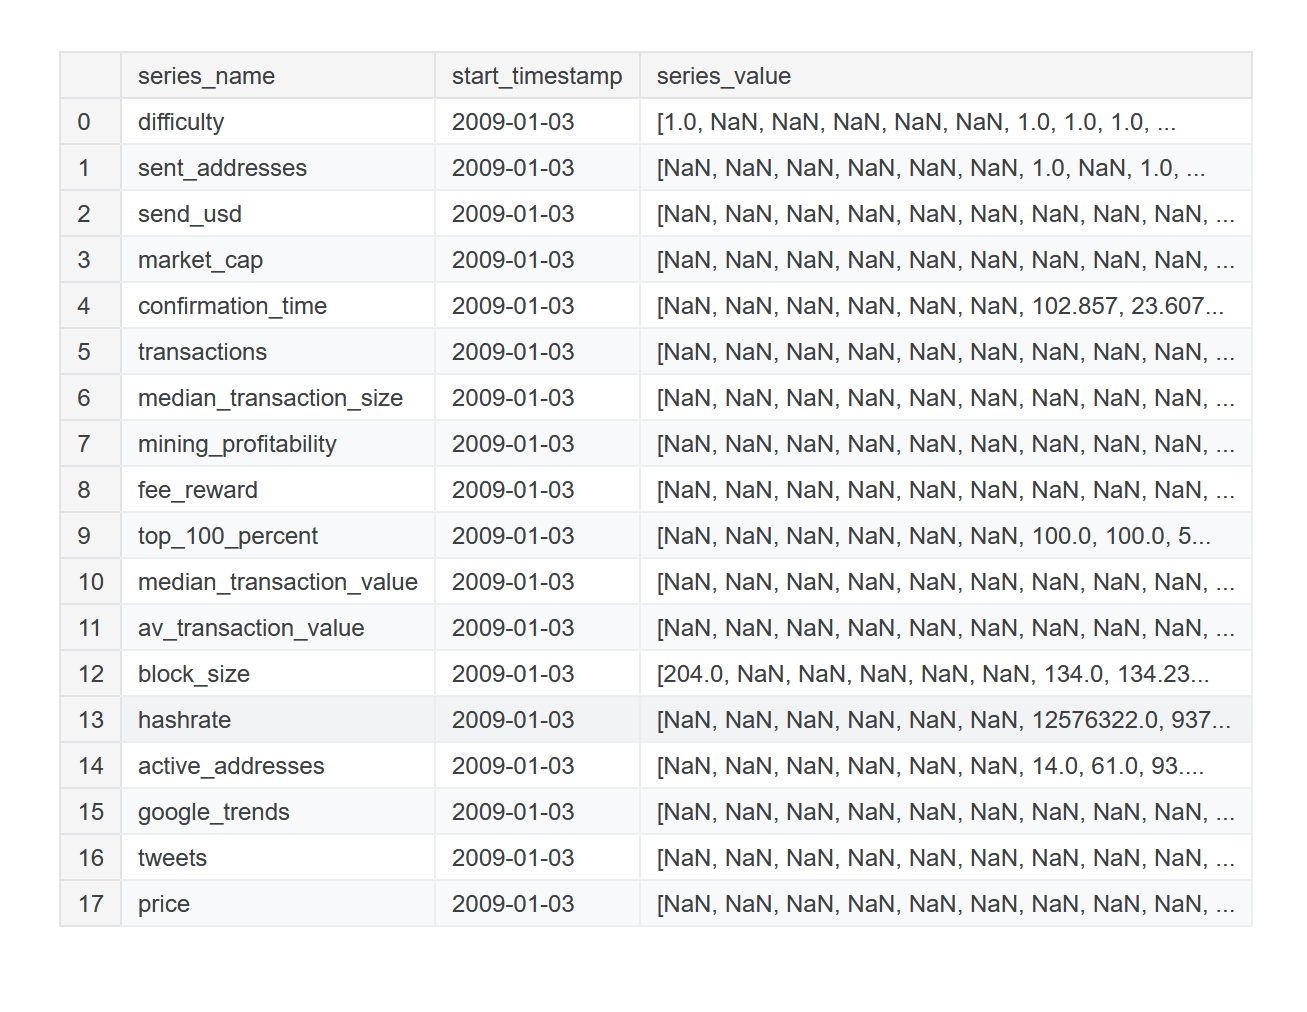 series_name start_timestamp series_value
0 difficulty 2009-01-03 [1.0, NaN, NaN, NaN, NaN, NaN, 1.0, 1.0, 1.0, ...
1 sent_addresses 2009-01-03 [NaN, NaN, NaN, NaN, NaN, NaN, 1.0, NaN, 1.0, ...
2 send_usd 2009-01-03 [NaN, NaN, NaN, NaN, NaN, NaN, NaN, NaN, NaN, ...
3 market_cap 2009-01-03 [NaN, NaN, NaN, NaN, NaN, NaN, NaN, NaN, NaN, ...
4 confirmation_time 2009-01-03 [NaN, NaN, NaN, NaN, NaN, NaN, 102.857, 23.607...
5 transactions 2009-01-03 [NaN, NaN, NaN, NaN, NaN, NaN, NaN, NaN, NaN, ...
6 median_transaction_size 2009-01-03 [NaN, NaN, NaN, NaN, NaN, NaN, NaN, NaN, NaN, ...
7 mining_profitability 2009-01-03 [NaN, NaN, NaN, NaN, NaN, NaN, NaN, NaN, NaN, ...
8 fee_reward 2009-01-03 [NaN, NaN, NaN, NaN, NaN, NaN, NaN, NaN, NaN, ...
9 top_100_percent 2009-01-03 [NaN, NaN, NaN, NaN, NaN, NaN, 100.0, 100.0, 5...
10 median_transaction_value 2009-01-03 [NaN, NaN, NaN, NaN, NaN, NaN, NaN, NaN, NaN, ...
11 av_transaction_value 2009-01-03 [NaN, NaN, NaN, NaN, NaN, NaN, NaN, NaN, NaN, ...
12 block_size 2009-01-03 [204.0, NaN, NaN, NaN, NaN, NaN, 134.0, 134.23...
13 hashrate 2009-01-03 [NaN, NaN, NaN, NaN, NaN, NaN, 12576322.0, 937...
14 active_addresses 2009-01-03 [NaN, NaN, NaN, NaN, NaN, NaN, 14.0, 61.0, 93....
15 google_trends 2009-01-03 [NaN, NaN, NaN, NaN, NaN, NaN, NaN, NaN, NaN, ...
16 tweets 2009-01-03 [NaN, NaN, NaN, NaN, NaN, NaN, NaN, NaN, NaN, ...
17 price 2009-01-03 [NaN, NaN, NaN, NaN, NaN, NaN, NaN, NaN, NaN, ...